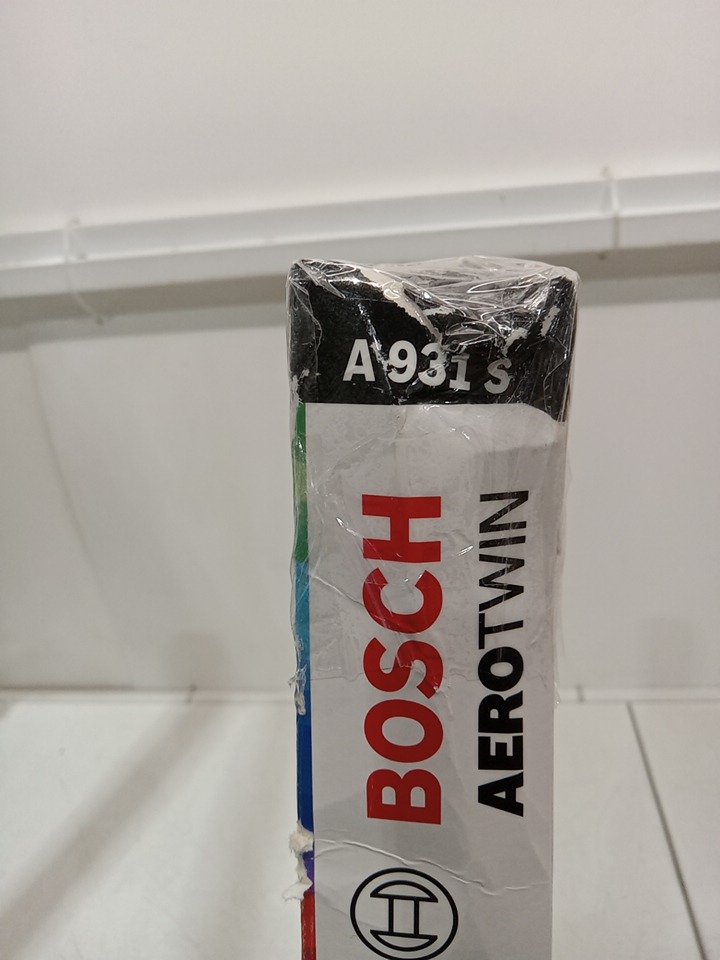 A 931 S
BOSCH
AEROTWIN